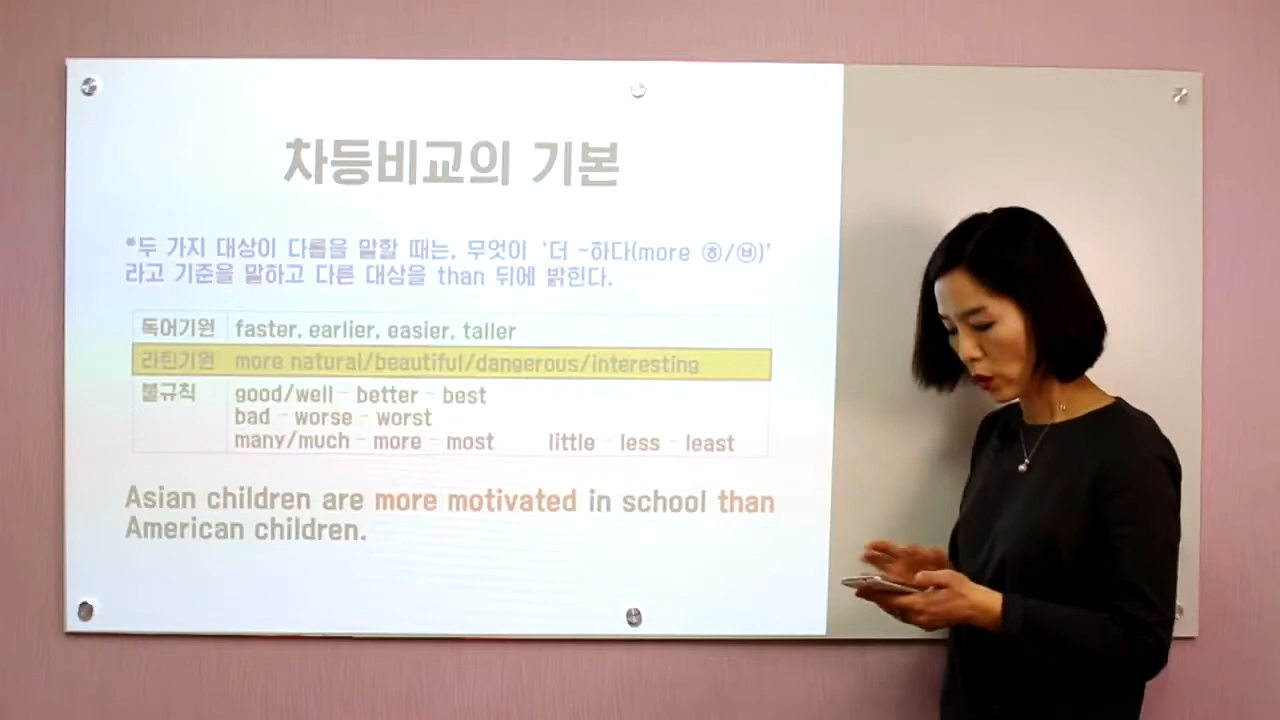 차등비교의 기본
*두 가지 대상이 다름을 말할 때는, 무엇이 '더 ~하다(more ㉻/㉥)'
라고 기준을 말하고 다른 대상을 than 뒤에 밝힌다.
독어기원 faster, earlier, easier, taller
라틴기원 more natural/beautiful/dangerous/interesting
불규칙 good/well - better - best
bad - worse - worst
many/much - more - most little - less - least
Asian children are more motivated in school than
American children.